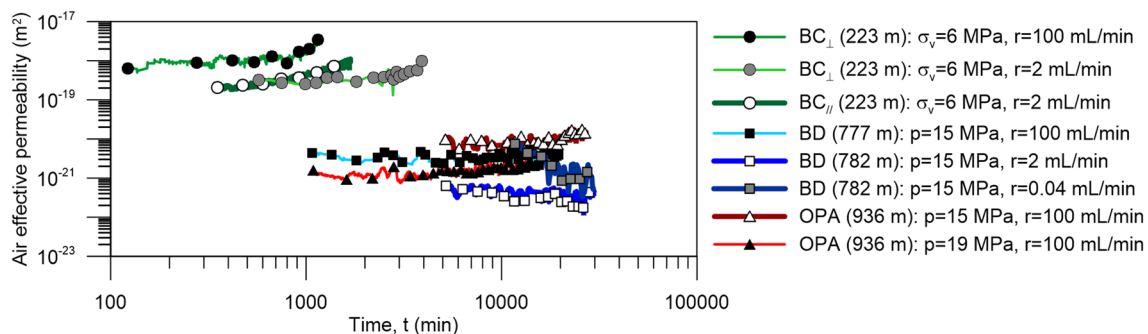 Air effective permeability (m²)
10⁻¹⁷
10⁻¹⁹
10⁻²¹
10⁻²³
100
1000
10000
100000
Time, t (min)
BC⊥ (223 m): σᵥ=6 MPa, r=100 mL/min
BC⊥ (223 m): σᵥ=6 MPa, r=2 mL/min
BC// (223 m): σᵥ=6 MPa, r=2 mL/min
BD (777 m): p=15 MPa, r=100 mL/min
BD (782 m): p=15 MPa, r=2 mL/min
BD (782 m): p=15 MPa, r=0.04 mL/min
OPA (936 m): p=15 MPa, r=100 mL/min
OPA (936 m): p=19 MPa, r=100 mL/min